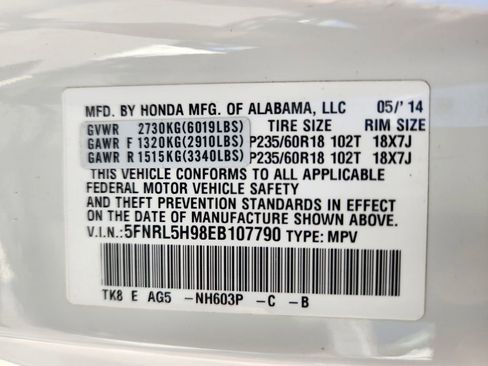 MFD. BY HONDA MFG. OF ALABAMA, LLC 05/'14
GVWR 2730KG(6019LBS) TIRE SIZE RIM SIZE
GAWR F 1320KG(2910LBS) P235/60R18 102T 18X7J
GAWR R 1515KG(3340LBS) P235/60R18 102T 18X7J
THIS VEHICLE CONFORMS TO ALL APPLICABLE
FEDERAL MOTOR VEHICLE SAFETY
AND THEFT PREVENTION STANDARDS IN EFFECT
ON THE DATE OF MANUFACTURE SHOWN ABOVE.
V.I.N.:5FNRL5H98EB107790 TYPE: MPV
TK8 E AG5 -NH603P -C -B